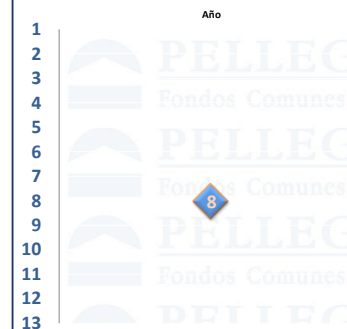 Año
1
2
3
4
5
6
7
8
8
9
10
11
12
13
PELLEG
Fondos Comunes
PELLEG
Fondos Comunes
PELLEG
Fondos Comunes
PELLEG